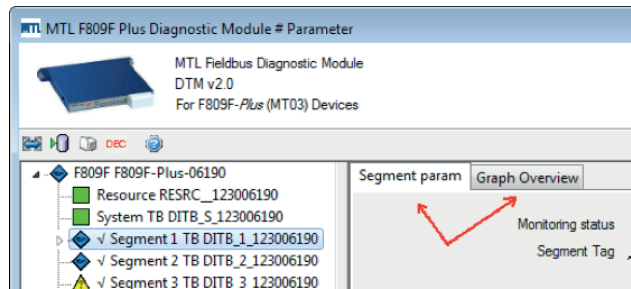 MTL MTL F809F Plus Diagnostic Module # Parameter
MTL Fieldbus Diagnostic Module
DTM v2.0
For F809F-Plus (MT03) Devices
DEC
F809F F809F-Plus-06190
Resource RESRC__123006190
System TB DITB_S_123006190
√ Segment 1 TB DITB_1_123006190
√ Segment 2 TB DITB_2_123006190
√ Segment 3 TB DITB_3_123006190
Segment param
Graph Overview
Monitoring status
Segment Tag